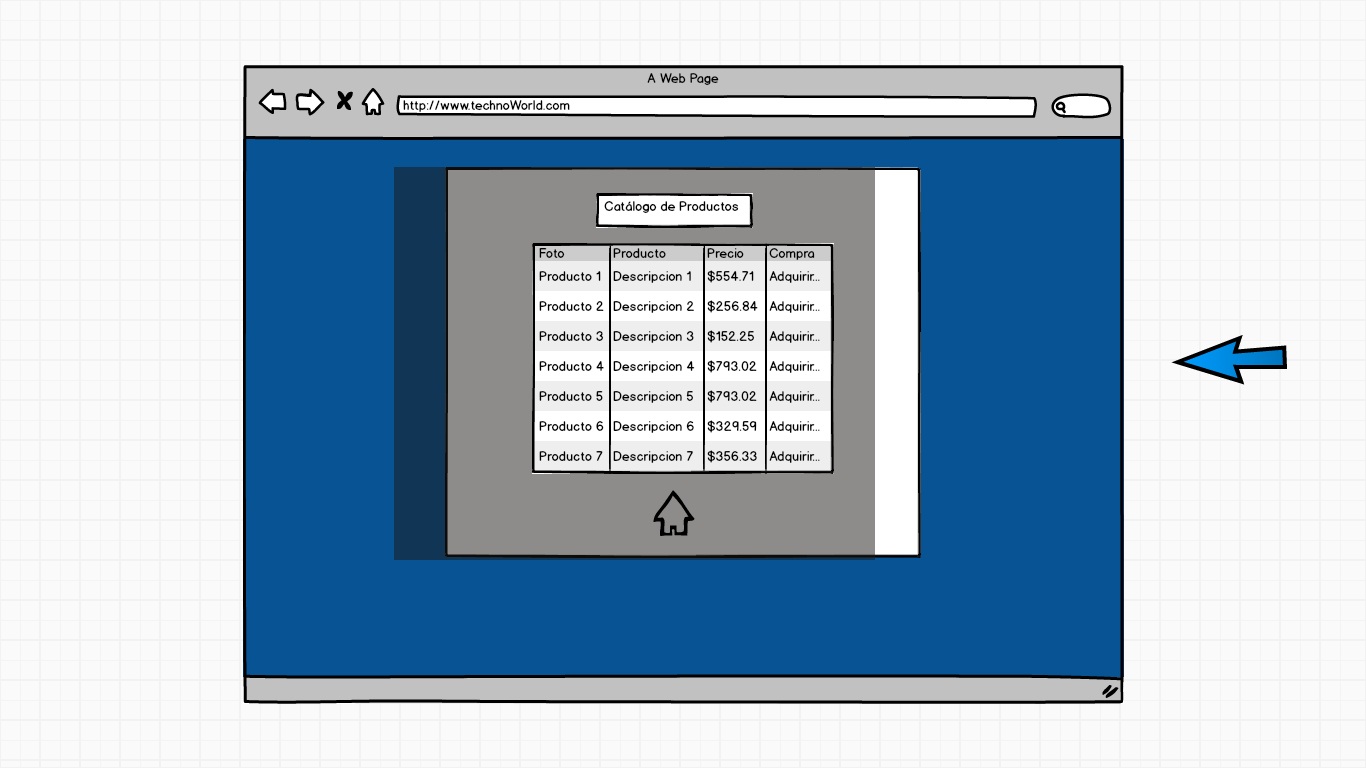 A Web Page
http://www.technoWorld.com
Catálogo de Productos
Foto Producto Precio Compra
Producto 1 Descripcion 1 $554.71 Adquirir...
Producto 2 Descripcion 2 $256.84 Adquirir...
Producto 3 Descripcion 3 $152.25 Adquirir...
Producto 4 Descripcion 4 $793.02 Adquirir...
Producto 5 Descripcion 5 $793.02 Adquirir...
Producto 6 Descripcion 6 $329.59 Adquirir...
Producto 7 Descripcion 7 $356.33 Adquirir...